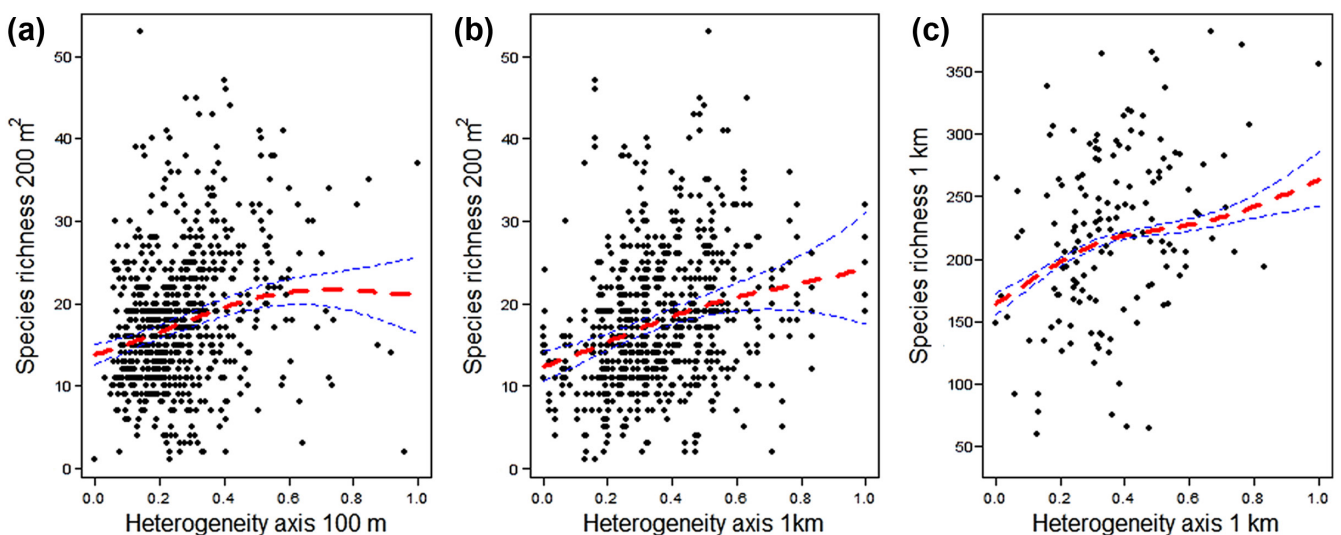 (a)
Species richness 200 m²
50
40
30
20
10
0
0.0 0.2 0.4 0.6 0.8 1.0
Heterogeneity axis 100 m
(b)
Species richness 200 m²
50
40
30
20
10
0
0.0 0.2 0.4 0.6 0.8 1.0
Heterogeneity axis 1km
(c)
Species richness 1 km
350
300
250
200
150
100
50
0.0 0.2 0.4 0.6 0.8 1.0
Heterogeneity axis 1 km